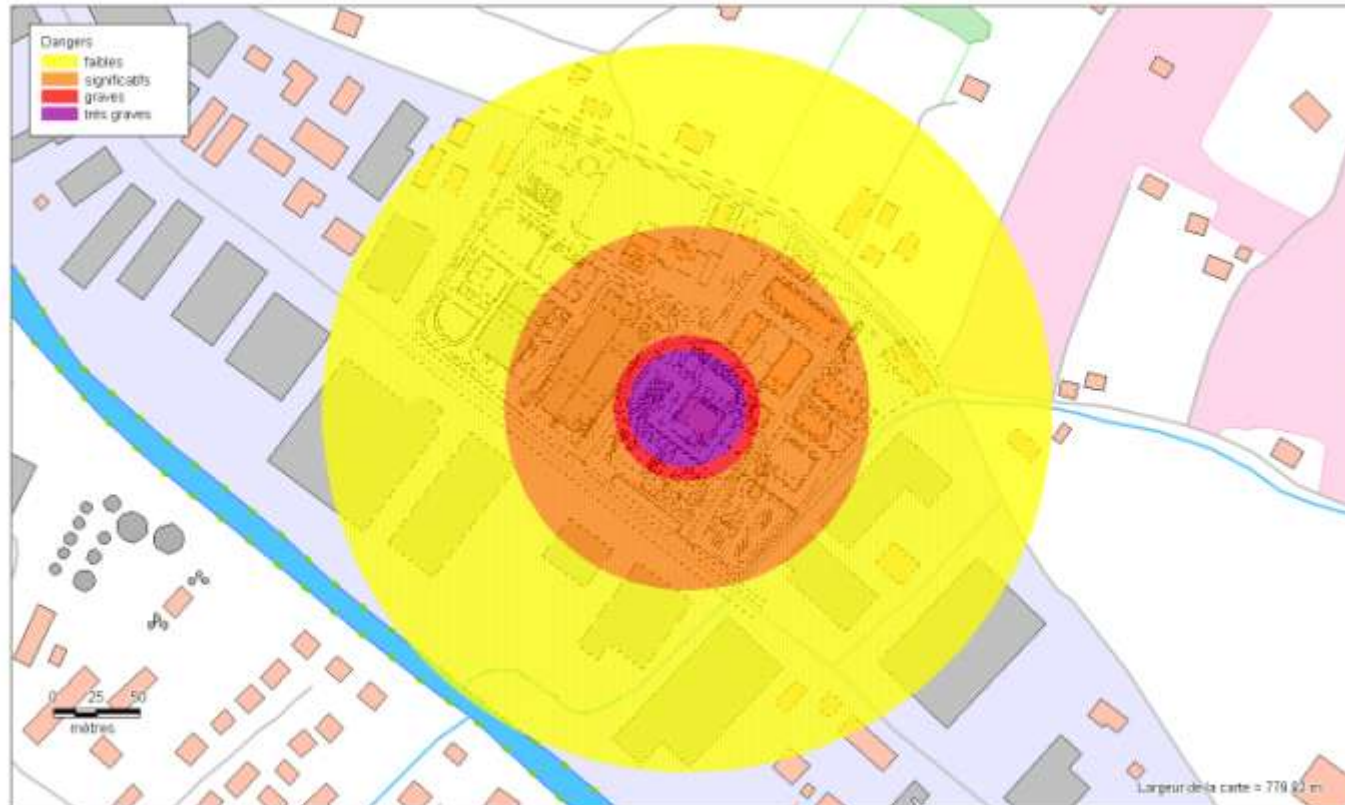 Dangers
faibles
significatifs
graves
très graves
0 25 50
mètres
Largeur de la carte = 779.93 m